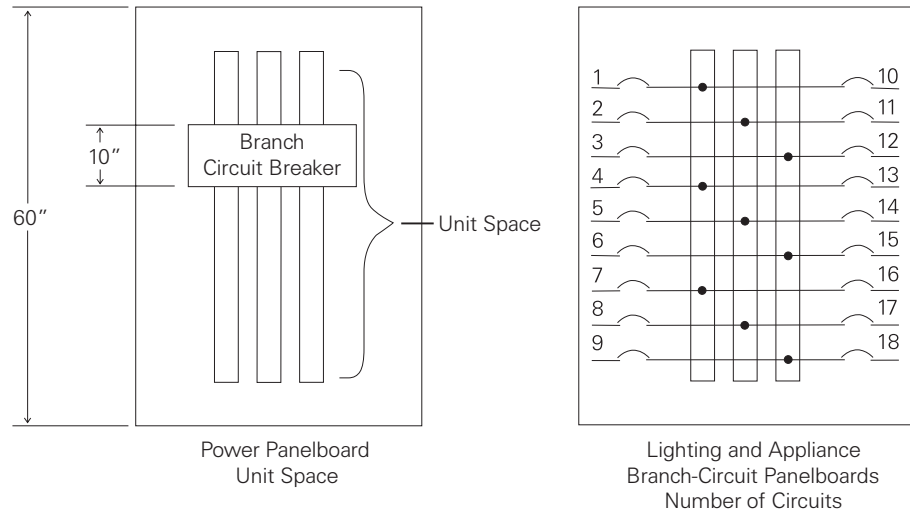 60”
10”
Branch
Circuit Breaker
Unit Space
Power Panelboard
Unit Space
1 10
2 11
3 12
4 13
5 14
6 15
7 16
8 17
9 18
Lighting and Appliance
Branch-Circuit Panelboards
Number of Circuits